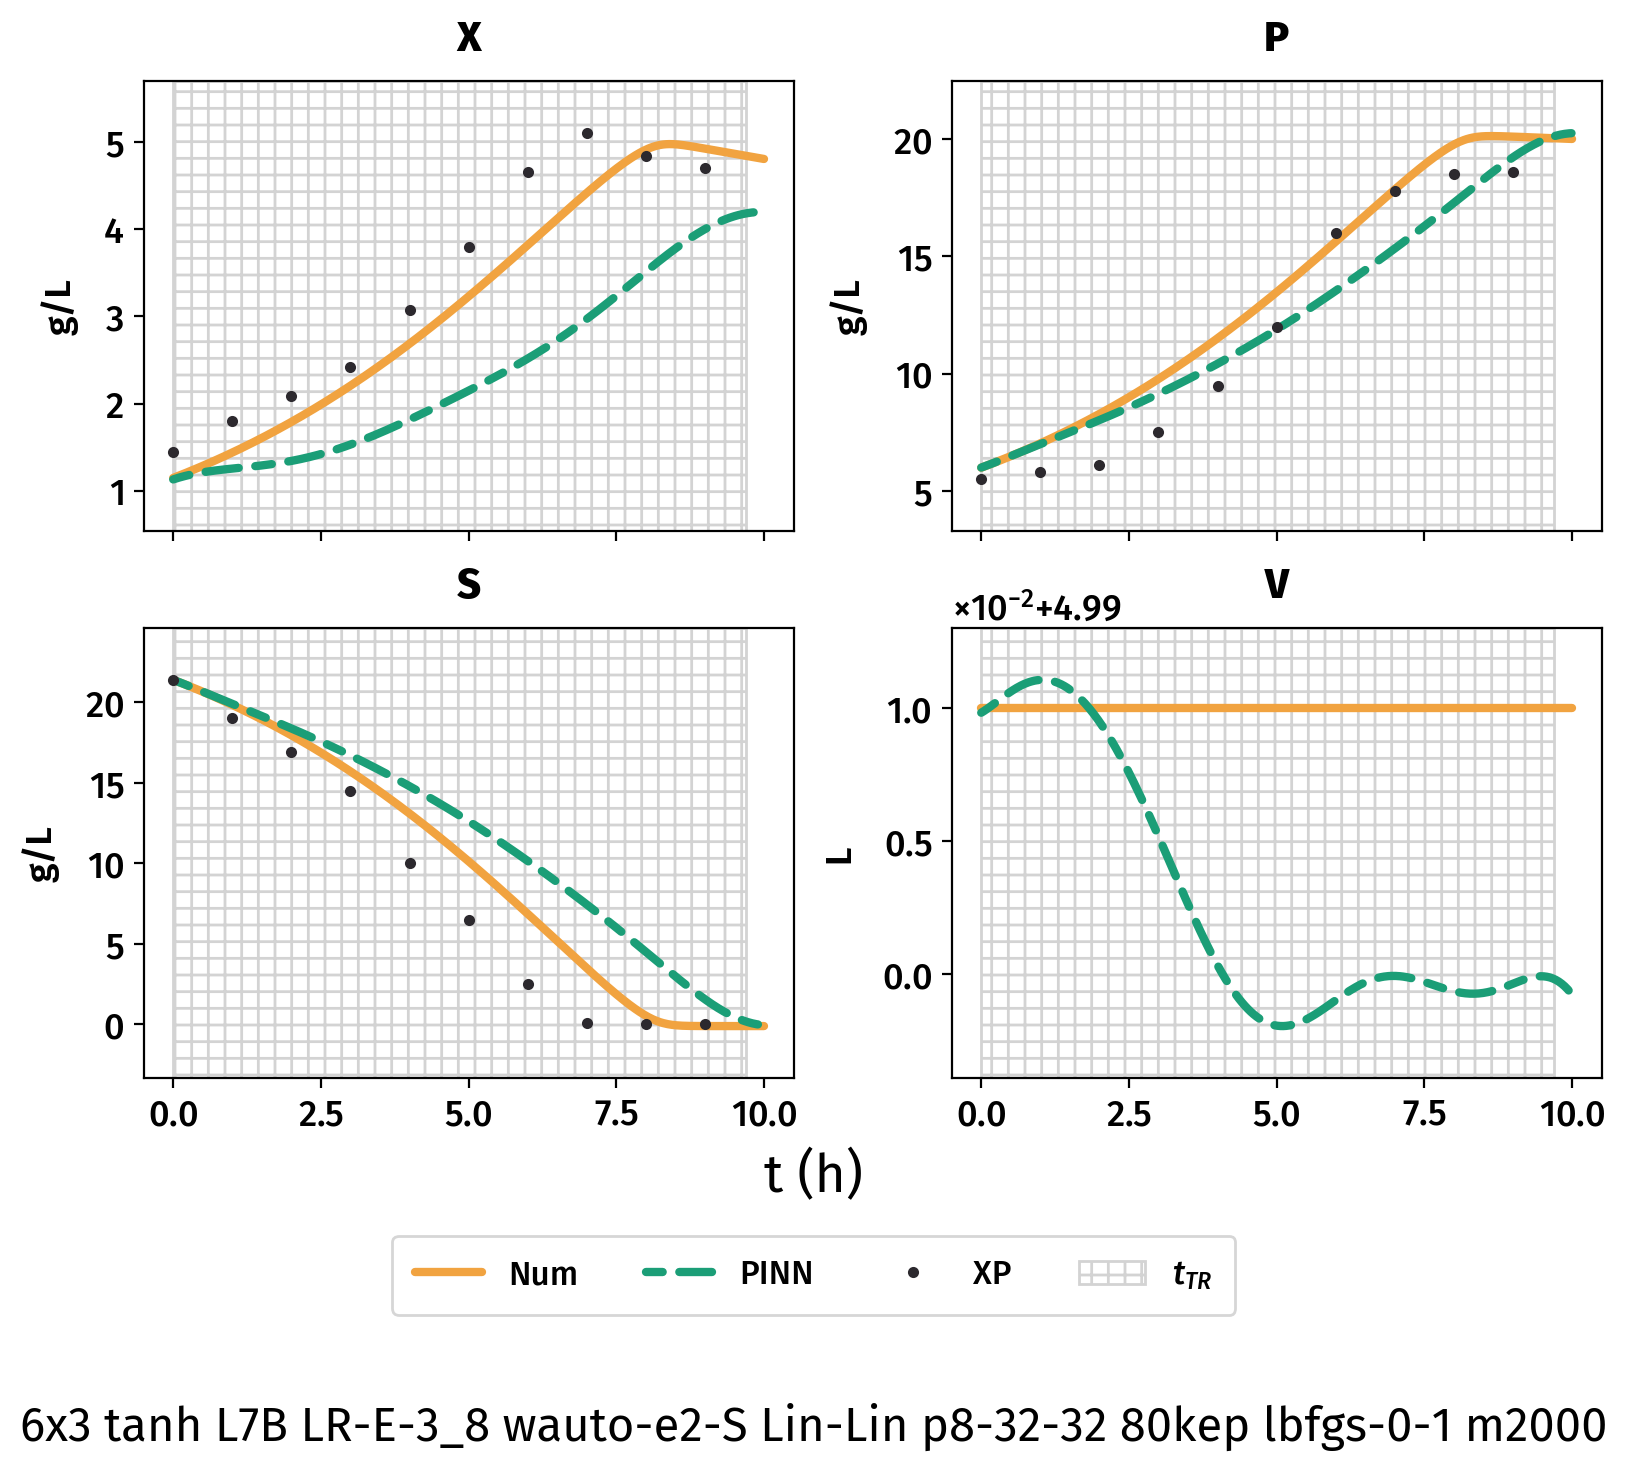 X
g/L
5
4
3
2
1
P
g/L
20
15
10
5
S
g/L
20
15
10
5
0
0.0 2.5 5.0 7.5 10.0
V
×10⁻²+4.99
L
1.0
0.5
0.0
0.0 2.5 5.0 7.5 10.0
t (h)
Num PINN XP t_TR
6x3 tanh L7B LR-E-3_8 wauto-e2-S Lin-Lin p8-32-32 80kep lbfgs-0-1 m2000